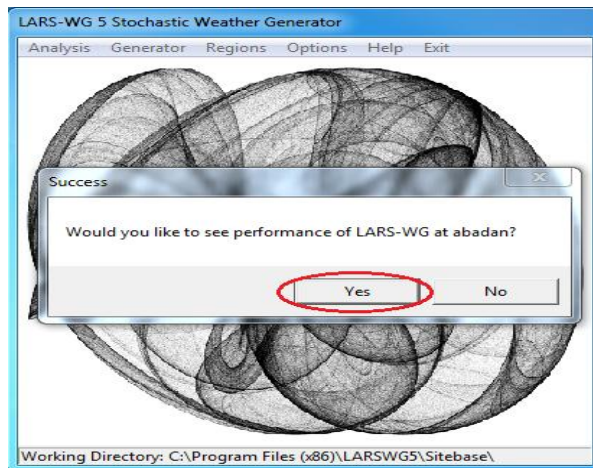 LARS-WG 5 Stochastic Weather Generator
Analysis Generator Regions Options Help Exit
Success
Would you like to see performance of LARS-WG at abadan?
Yes No
Working Directory: C:\Program Files (x86)\LARSWG5\Sitebase\